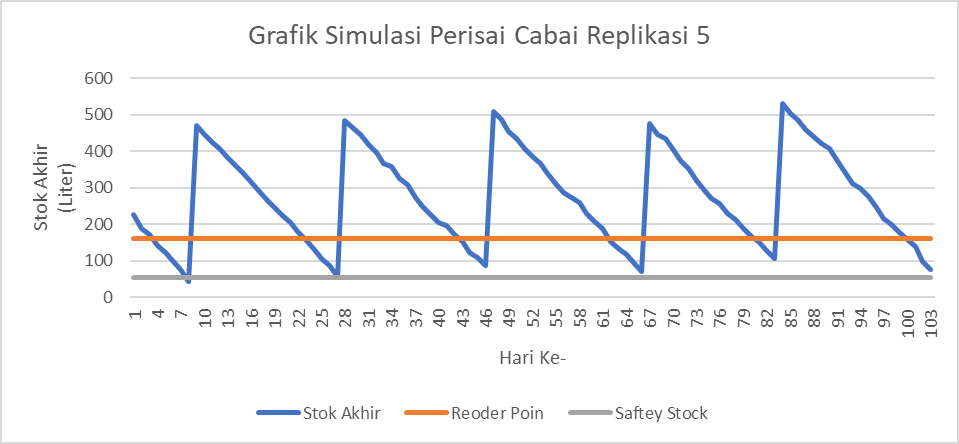 Grafik Simulasi Perisai Cabai Replikasi 5
600
500
400
300
200
100
0
Stok Akhir
(Liter)
1 4 7 10 13 16 19 22 25 28 31 34 37 40 43 46 49 52 55 58 61 64 67 70 73 76 79 82 85 88 91 94 97 100 103
Hari Ke-
Stok Akhir Reoder Poin Saftey Stock